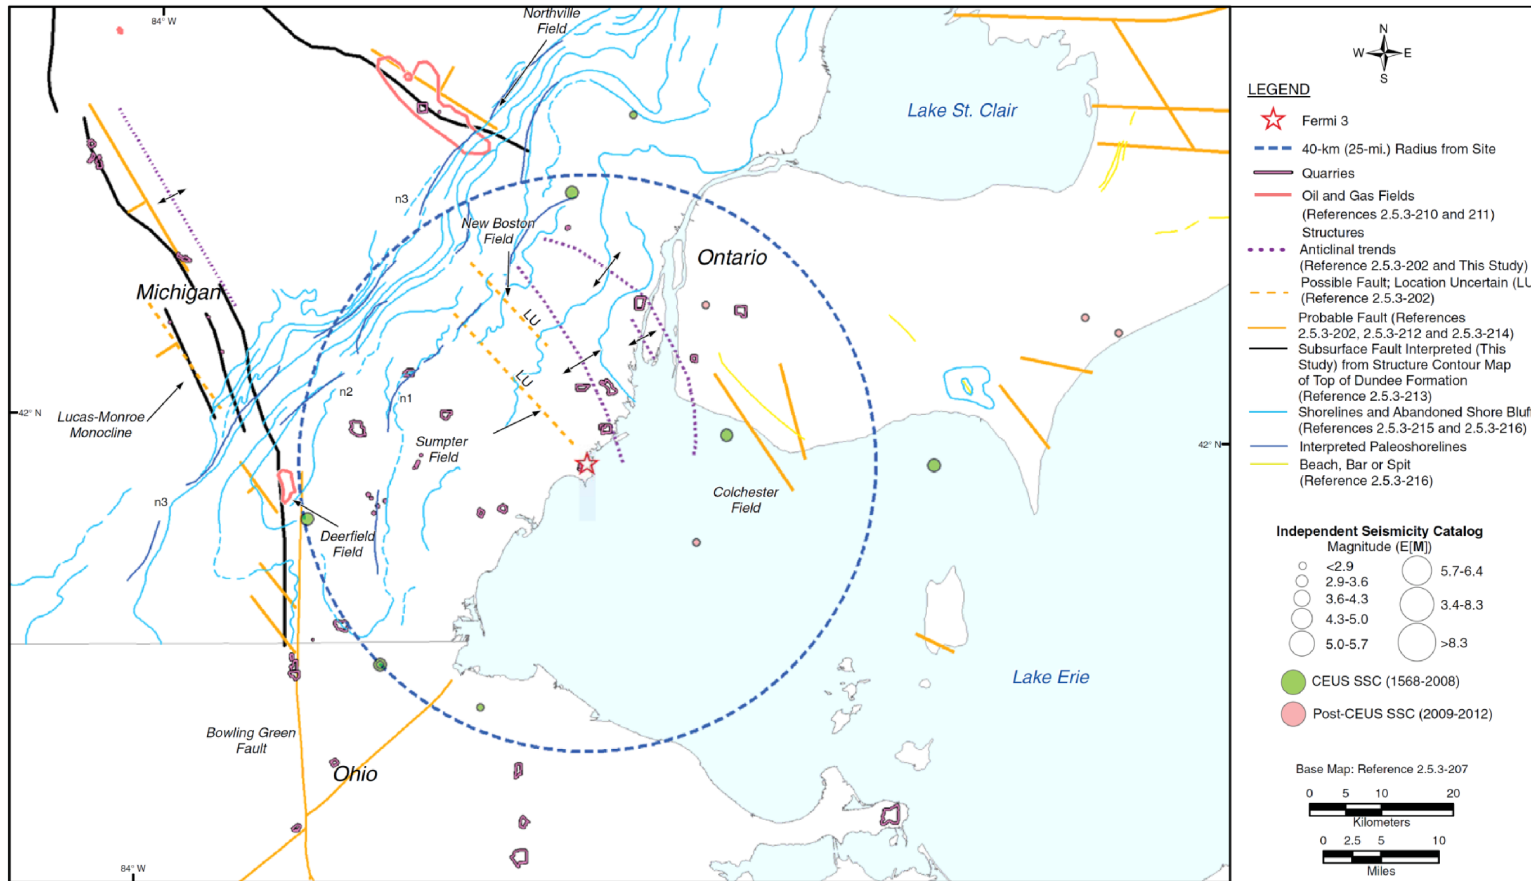 84° W
Northville
Field
Lake St. Clair
n3
New Boston
Field
Ontario
Michigan
LU
LU
n2
n1
42° N
Lucas-Monroe
Monocline
Sumpter
Field
42° N
Colchester
Field
n3
Deerfield
Field
Lake Erie
Bowling Green
Fault
Ohio
84° W
N
W
E
S
LEGEND
Fermi 3
40-km (25-mi.) Radius from Site
Quarries
Oil and Gas Fields
(References 2.5.3-210 and 211)
Structures
Anticlinal trends
(Reference 2.5.3-202 and This Study)
Possible Fault; Location Uncertain (LU
(Reference 2.5.3-202)
Probable Fault (References
2.5.3-202, 2.5.3-212 and 2.5.3-214)
Subsurface Fault Interpreted (This
Study) from Structure Contour Map
of Top of Dundee Formation
(Reference 2.5.3-213)
Shorelines and Abandoned Shore Bluff
(References 2.5.3-215 and 2.5.3-216)
Interpreted Paleoshorelines
Beach, Bar or Spit
(Reference 2.5.3-216)
Independent Seismicity Catalog
Magnitude (E[M])
<2.9
2.9-3.6
3.6-4.3
4.3-5.0
5.0-5.7
5.7-6.4
3.4-8.3
>8.3
CEUS SSC (1568-2008)
Post-CEUS SSC (2009-2012)
Base Map: Reference 2.5.3-207
0 5 10 20
Kilometers
0 2.5 5 10
Miles